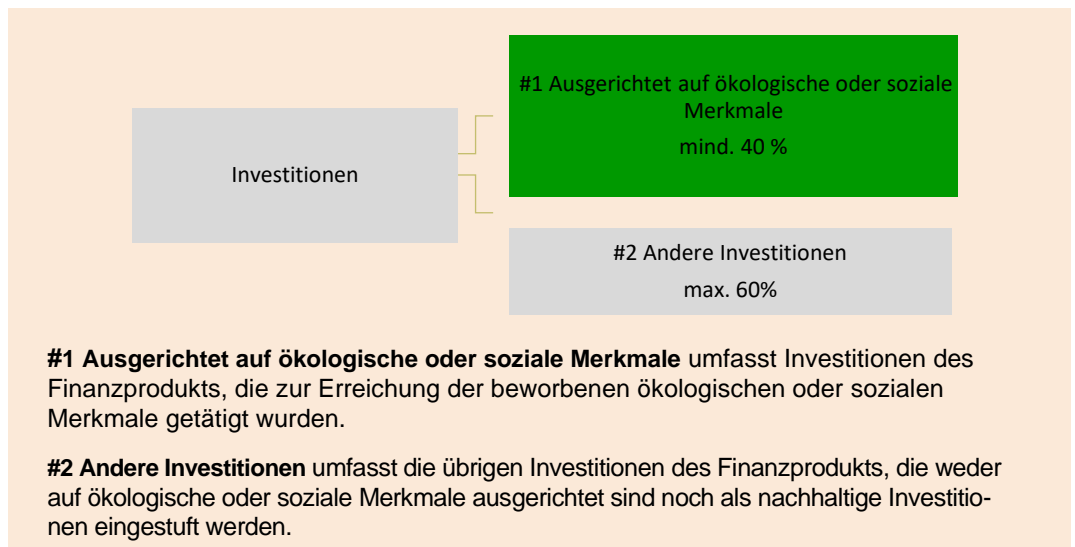 #1 Ausgerichtet auf ökologische oder soziale
Merkmale
mind. 40 %
Investitionen
#2 Andere Investitionen
max. 60%
#1 Ausgerichtet auf ökologische oder soziale Merkmale umfasst Investitionen des
Finanzprodukts, die zur Erreichung der beworbenen ökologischen oder sozialen
Merkmale getätigt wurden.
#2 Andere Investitionen umfasst die übrigen Investitionen des Finanzprodukts, die weder
auf ökologische oder soziale Merkmale ausgerichtet sind noch als nachhaltige Investitio-
nen eingestuft werden.